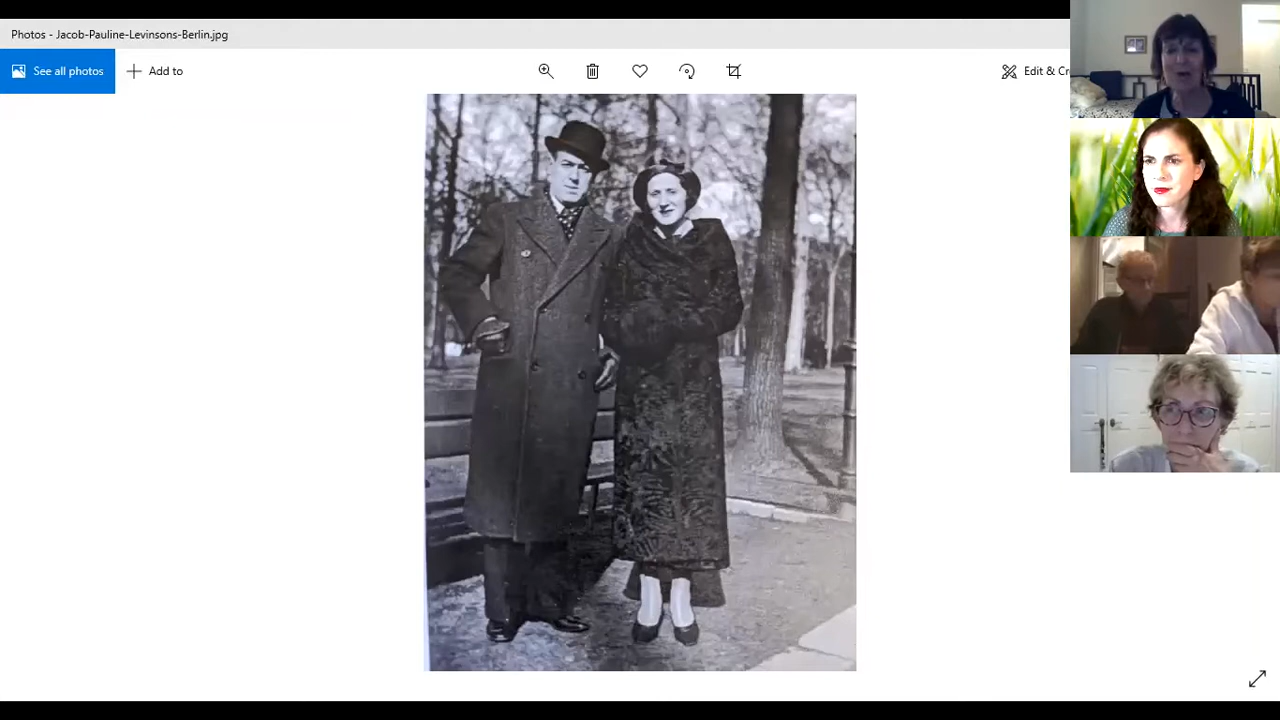 Photos - Jacob-Pauline-Levinsons-Berlin.jpg
See all photos
Add to
Edit & Cr